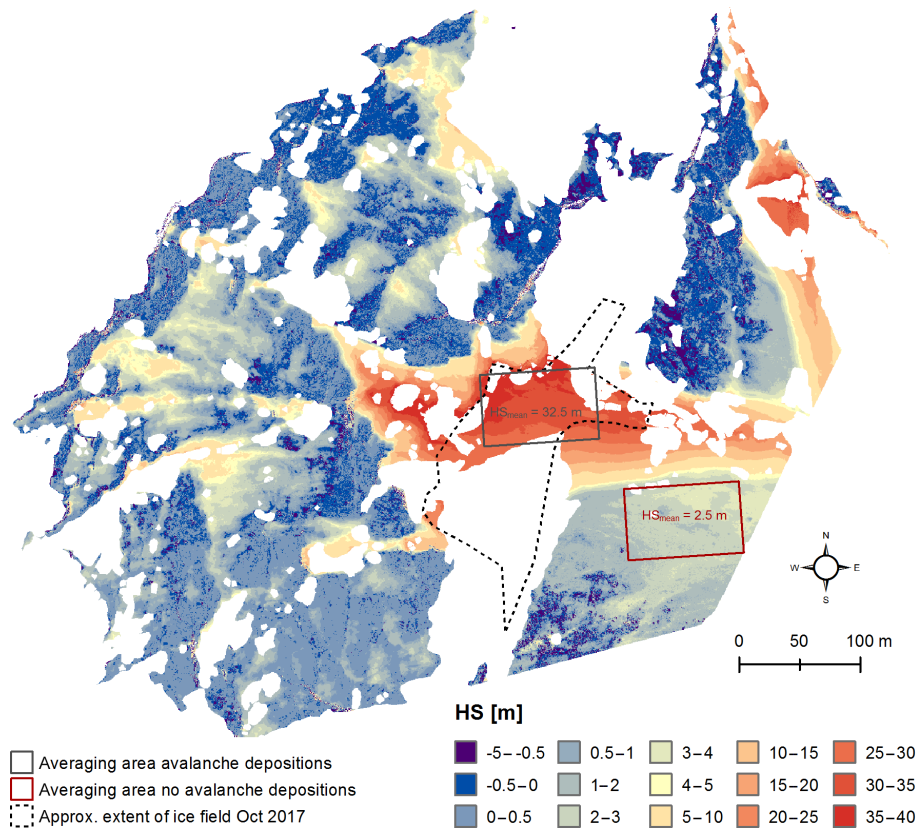 HSmean = 32.5 m
HSmean = 2.5 m
N
W E
S
0 50 100 m
HS [m]
-5 – -0.5 0.5 – 1 3 – 4 10 – 15 25 – 30
-0.5 – 0 1 – 2 4 – 5 15 – 20 30 – 35
0 – 0.5 2 – 3 5 – 10 20 – 25 35 – 40
Averaging area avalanche depositions
Averaging area no avalanche depositions
Approx. extent of ice field Oct 2017